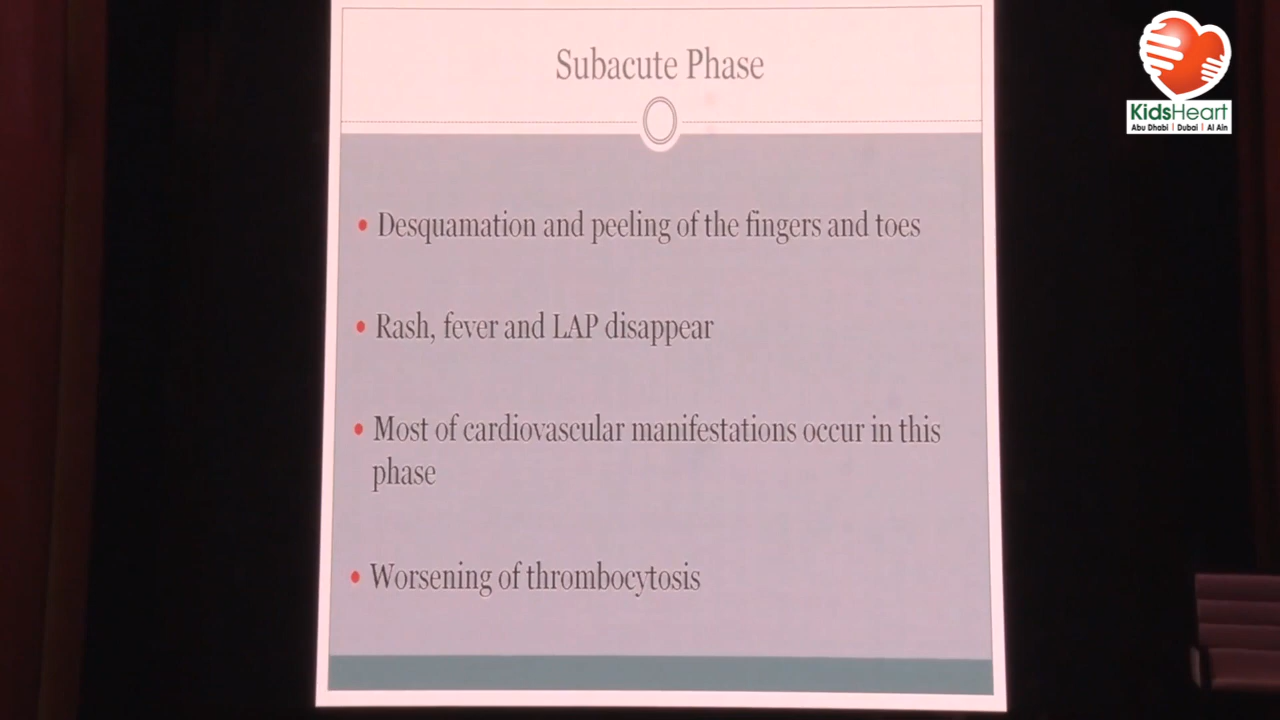 Subacute Phase
KidsHeart
Abu Dhabi | Dubai | Al Ain
• Desquamation and peeling of the fingers and toes
• Rash, fever and LAP disappear
• Most of cardiovascular manifestations occur in this
phase
• Worsening of thrombocytosis